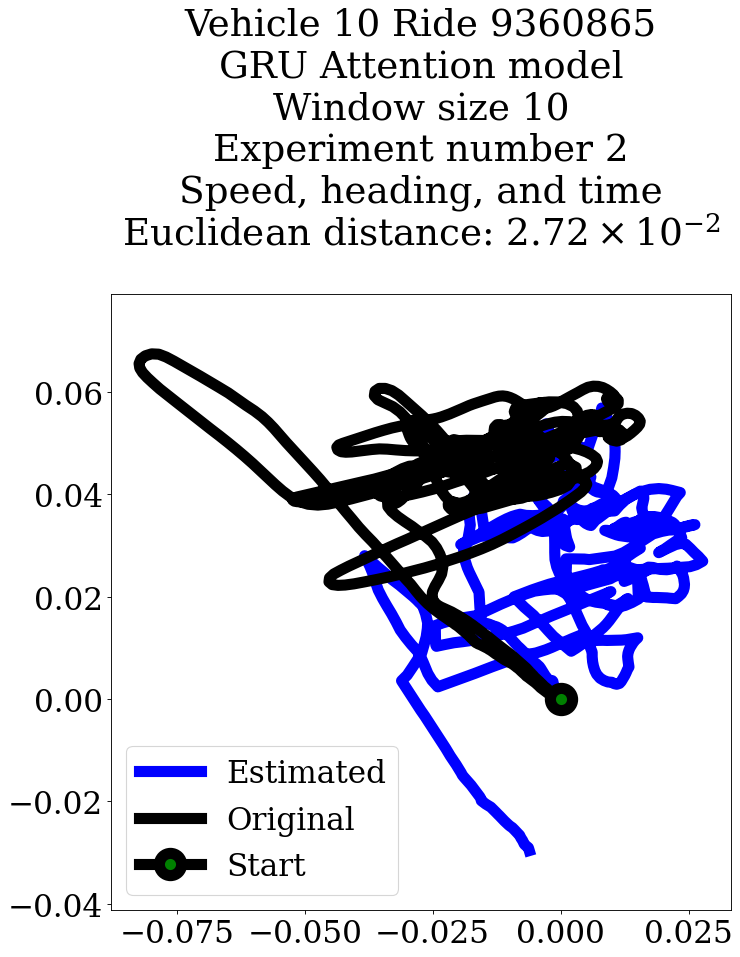 Vehicle 10 Ride 9360865
GRU Attention model
Window size 10
Experiment number 2
Speed, heading, and time
Euclidean distance: 2.72 × 10⁻²
0.06
0.04
0.02
0.00
−0.02
−0.04
Estimated
Original
Start
−0.075 −0.050 −0.025 0.000 0.025